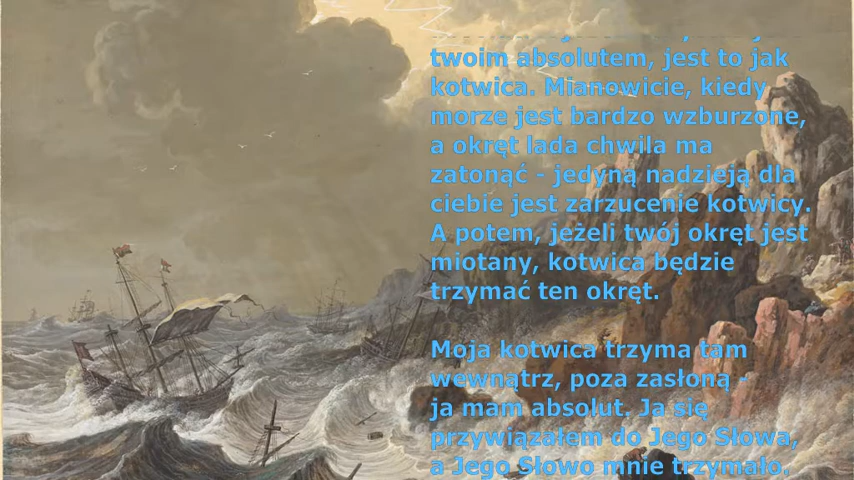 twoim absolutem, jest to jak
kotwica. Mianowicie, kiedy
morze jest bardzo wzburzone,
a okręt lada chwila ma
zatonąć - jedyną nadzieją dla
ciebie jest zarzucenie kotwicy.
A potem, jeżeli twój okręt jest
miotany, kotwica będzie
trzymać ten okręt.
Moja kotwica trzyma tam
wewnątrz, poza zasłoną -
ja mam absolut. Ja się
przywiązałem do Jego Słowa,
a Jego Słowo mnie trzymało.